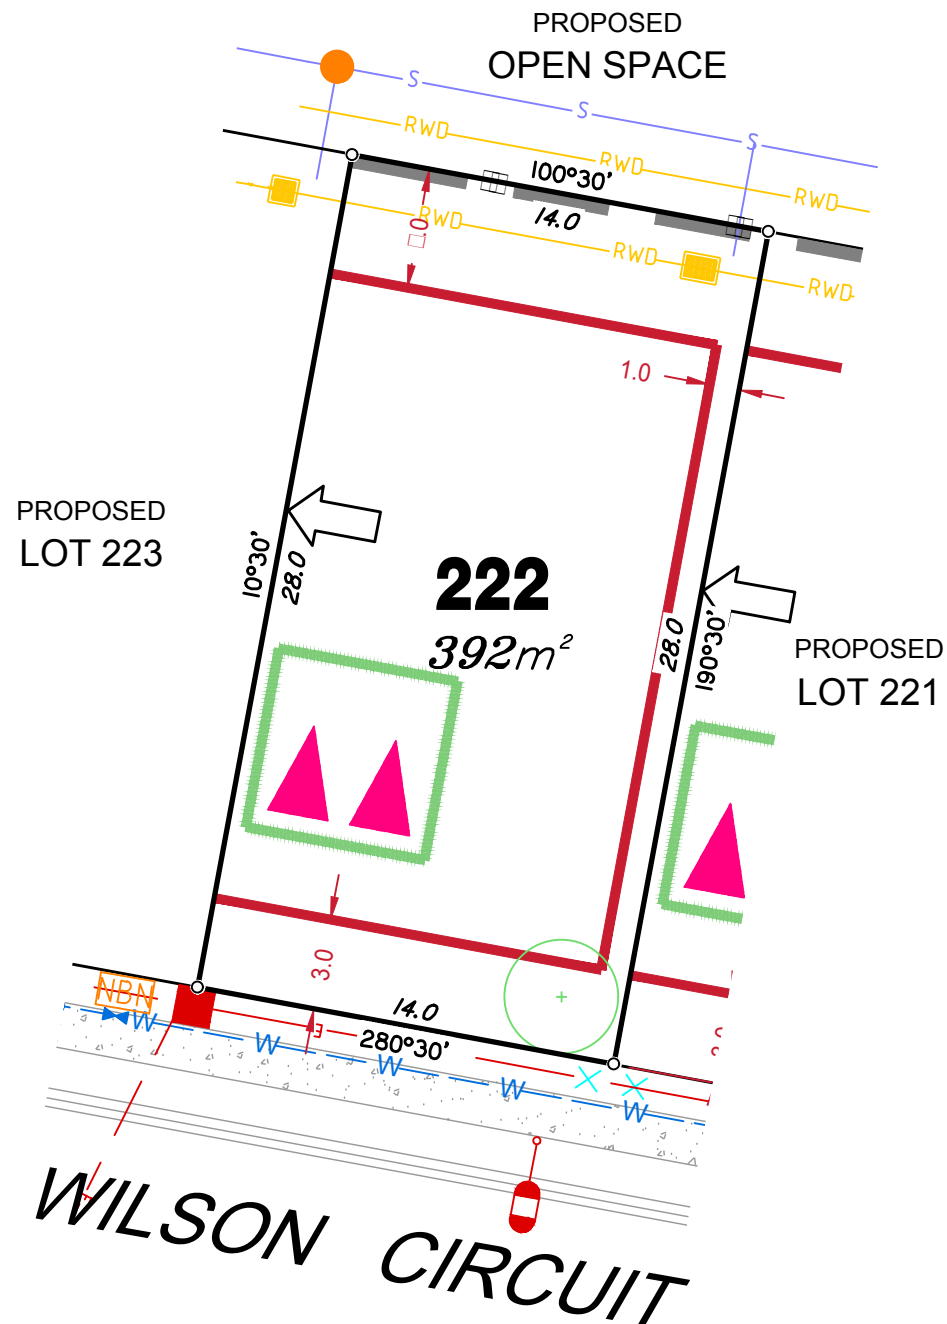 PROPOSED
OPEN SPACE
S
S
S
RWD
RWD
RWD
100°30'
14.0
RWD
RWD
RWD
.0
1.0
PROPOSED
LOT 223
10°30'
28.0
222
392m²
28.0
190°30'
PROPOSED
LOT 221
3.0
NBN
14.0
280°30'
E
W
W
W
W
W
WILSON CIRCUIT